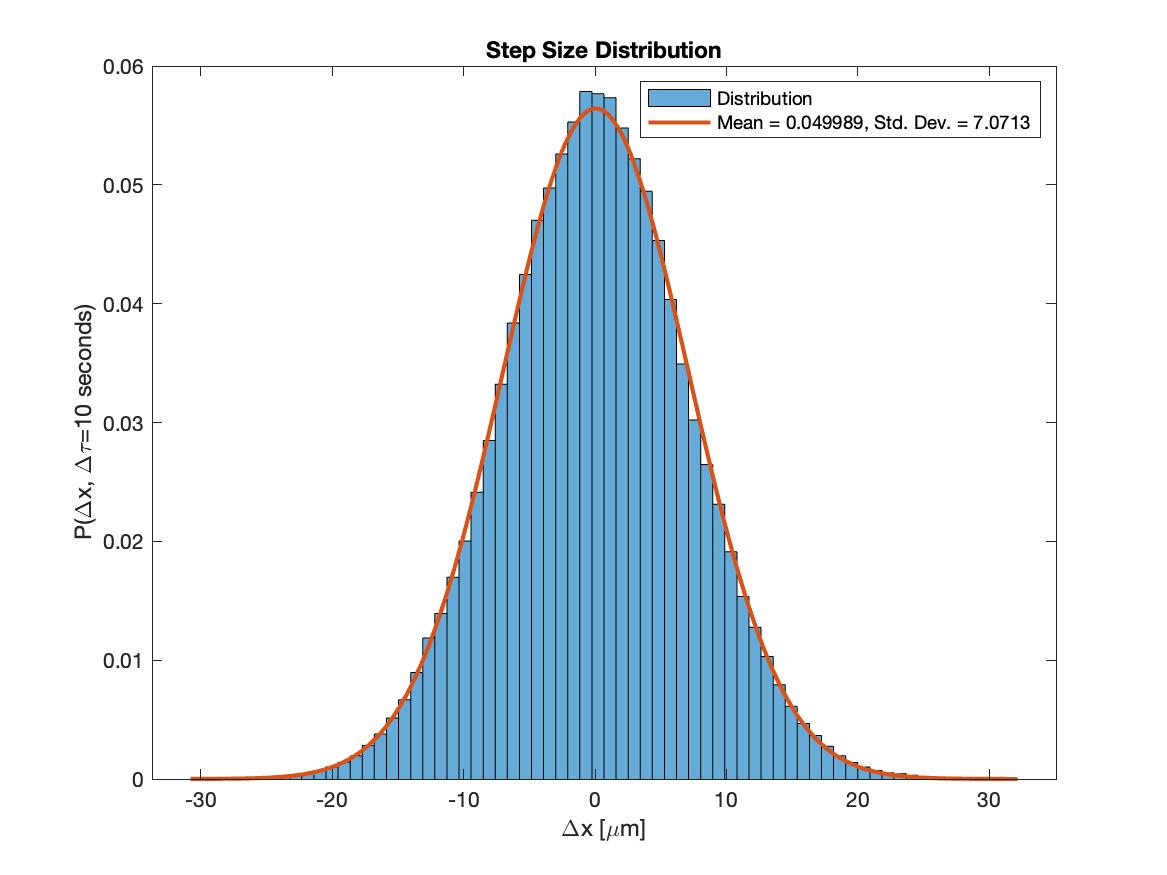 Step Size Distribution
0.06
0.05
0.04
0.03
0.02
0.01
0
P(Δx, Δτ=10 seconds)
Distribution
Mean = 0.049989, Std. Dev. = 7.0713
-30 -20 -10 0 10 20 30
Δx [μm]